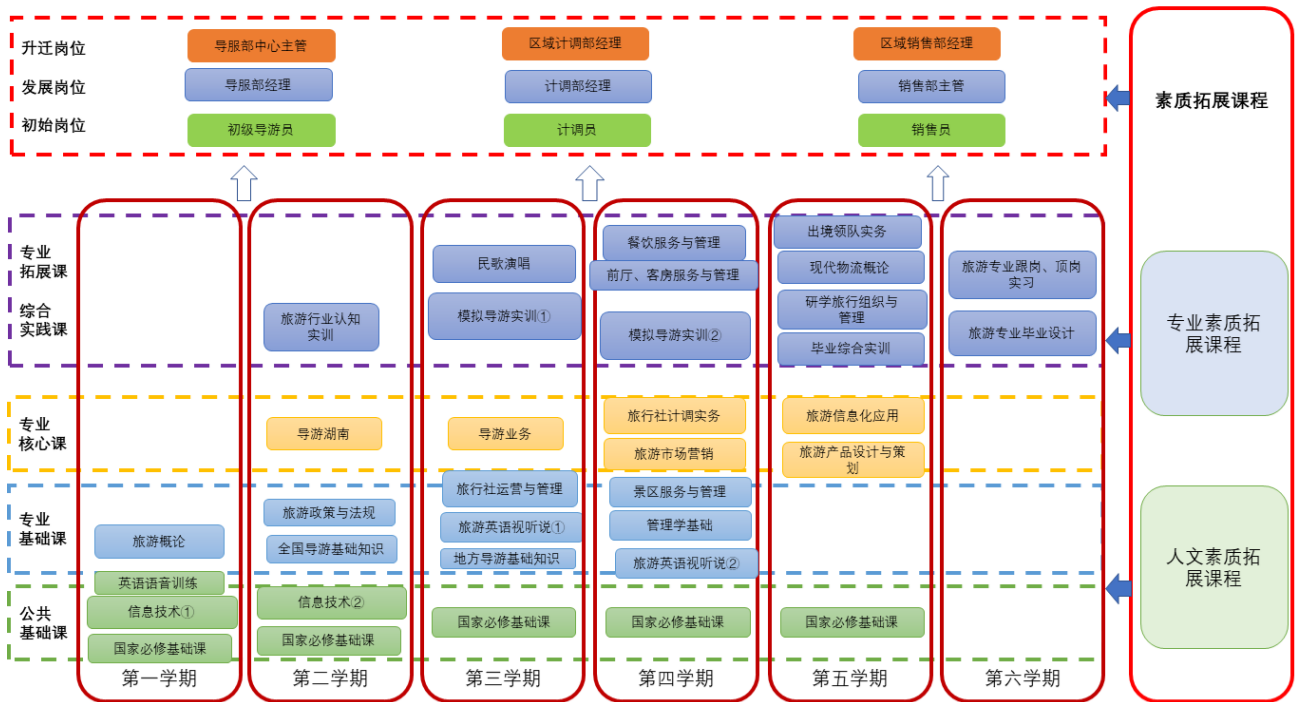 升迁岗位
导服部中心主管
区域计调部经理
区域销售部经理
发展岗位
导服部经理
计调部经理
销售部主管
初始岗位
初级导游员
计调员
销售员
素质拓展课程
专业
拓展课
综合
实践课
旅游行业认知
实训
民歌演唱
模拟导游实训①
餐饮服务与管理
前厅、客房服务与管理
模拟导游实训②
出境领队实务
现代物流概论
研学旅行组织与
管理
毕业综合实训
旅游专业跟岗、顶岗
实习
旅游专业毕业设计
专业素质拓
展课程
专业
核心课
导游湖南
导游业务
旅行社计调实务
旅游市场营销
旅游信息化应用
旅游产品设计与策
划
专业
基础课
旅游概论
旅游政策与法规
全国导游基础知识
旅行社运营与管理
旅游英语视听说①
地方导游基础知识
景区服务与管理
管理学基础
旅游英语视听说②
人文素质拓
展课程
公共
基础课
英语语音训练
信息技术①
国家必修基础课
信息技术②
国家必修基础课
国家必修基础课
国家必修基础课
国家必修基础课
第一学期
第二学期
第三学期
第四学期
第五学期
第六学期